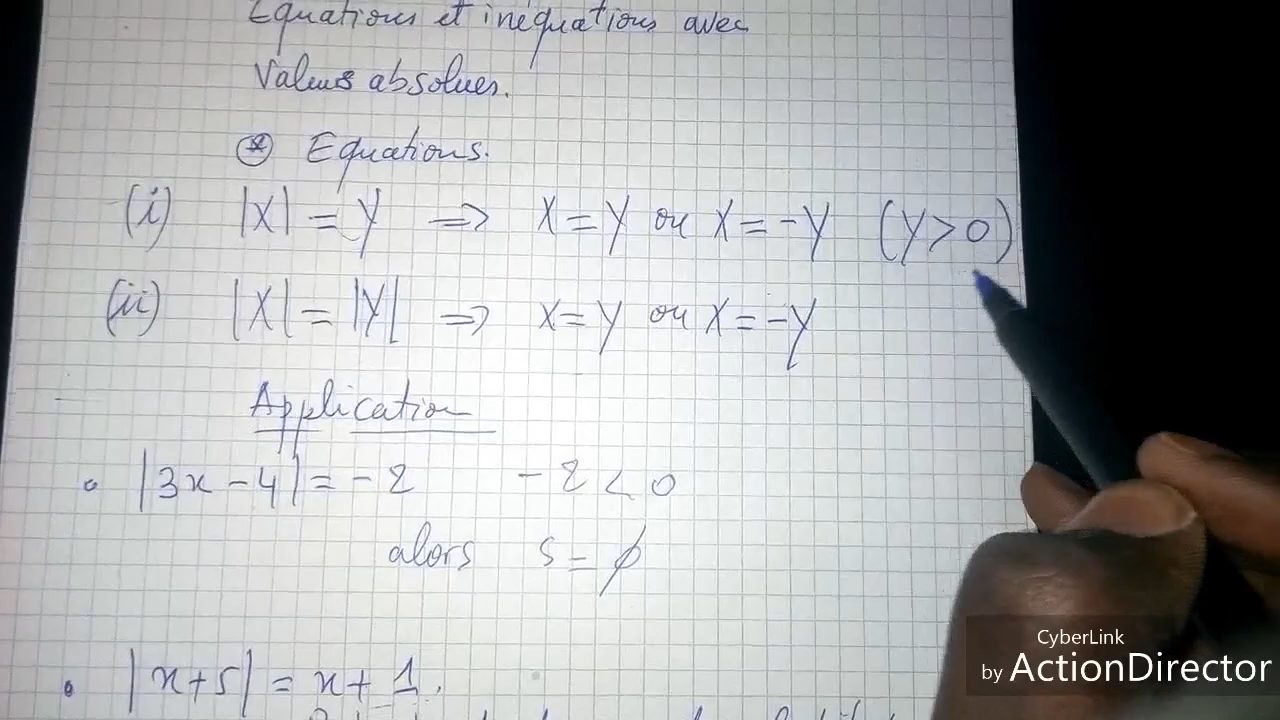 Equations et inéquations avec
Valeurs absolues.
* Equations.
(i) |X| = Y => X = Y ou X = -Y (Y>0)
(ii) |X| = |Y| => X = Y ou X = -Y
Application
• |3x - 4| = - 2 - 2 < 0
alors S = ∅
• |x+5| = x + 1.
CyberLink
by ActionDirector